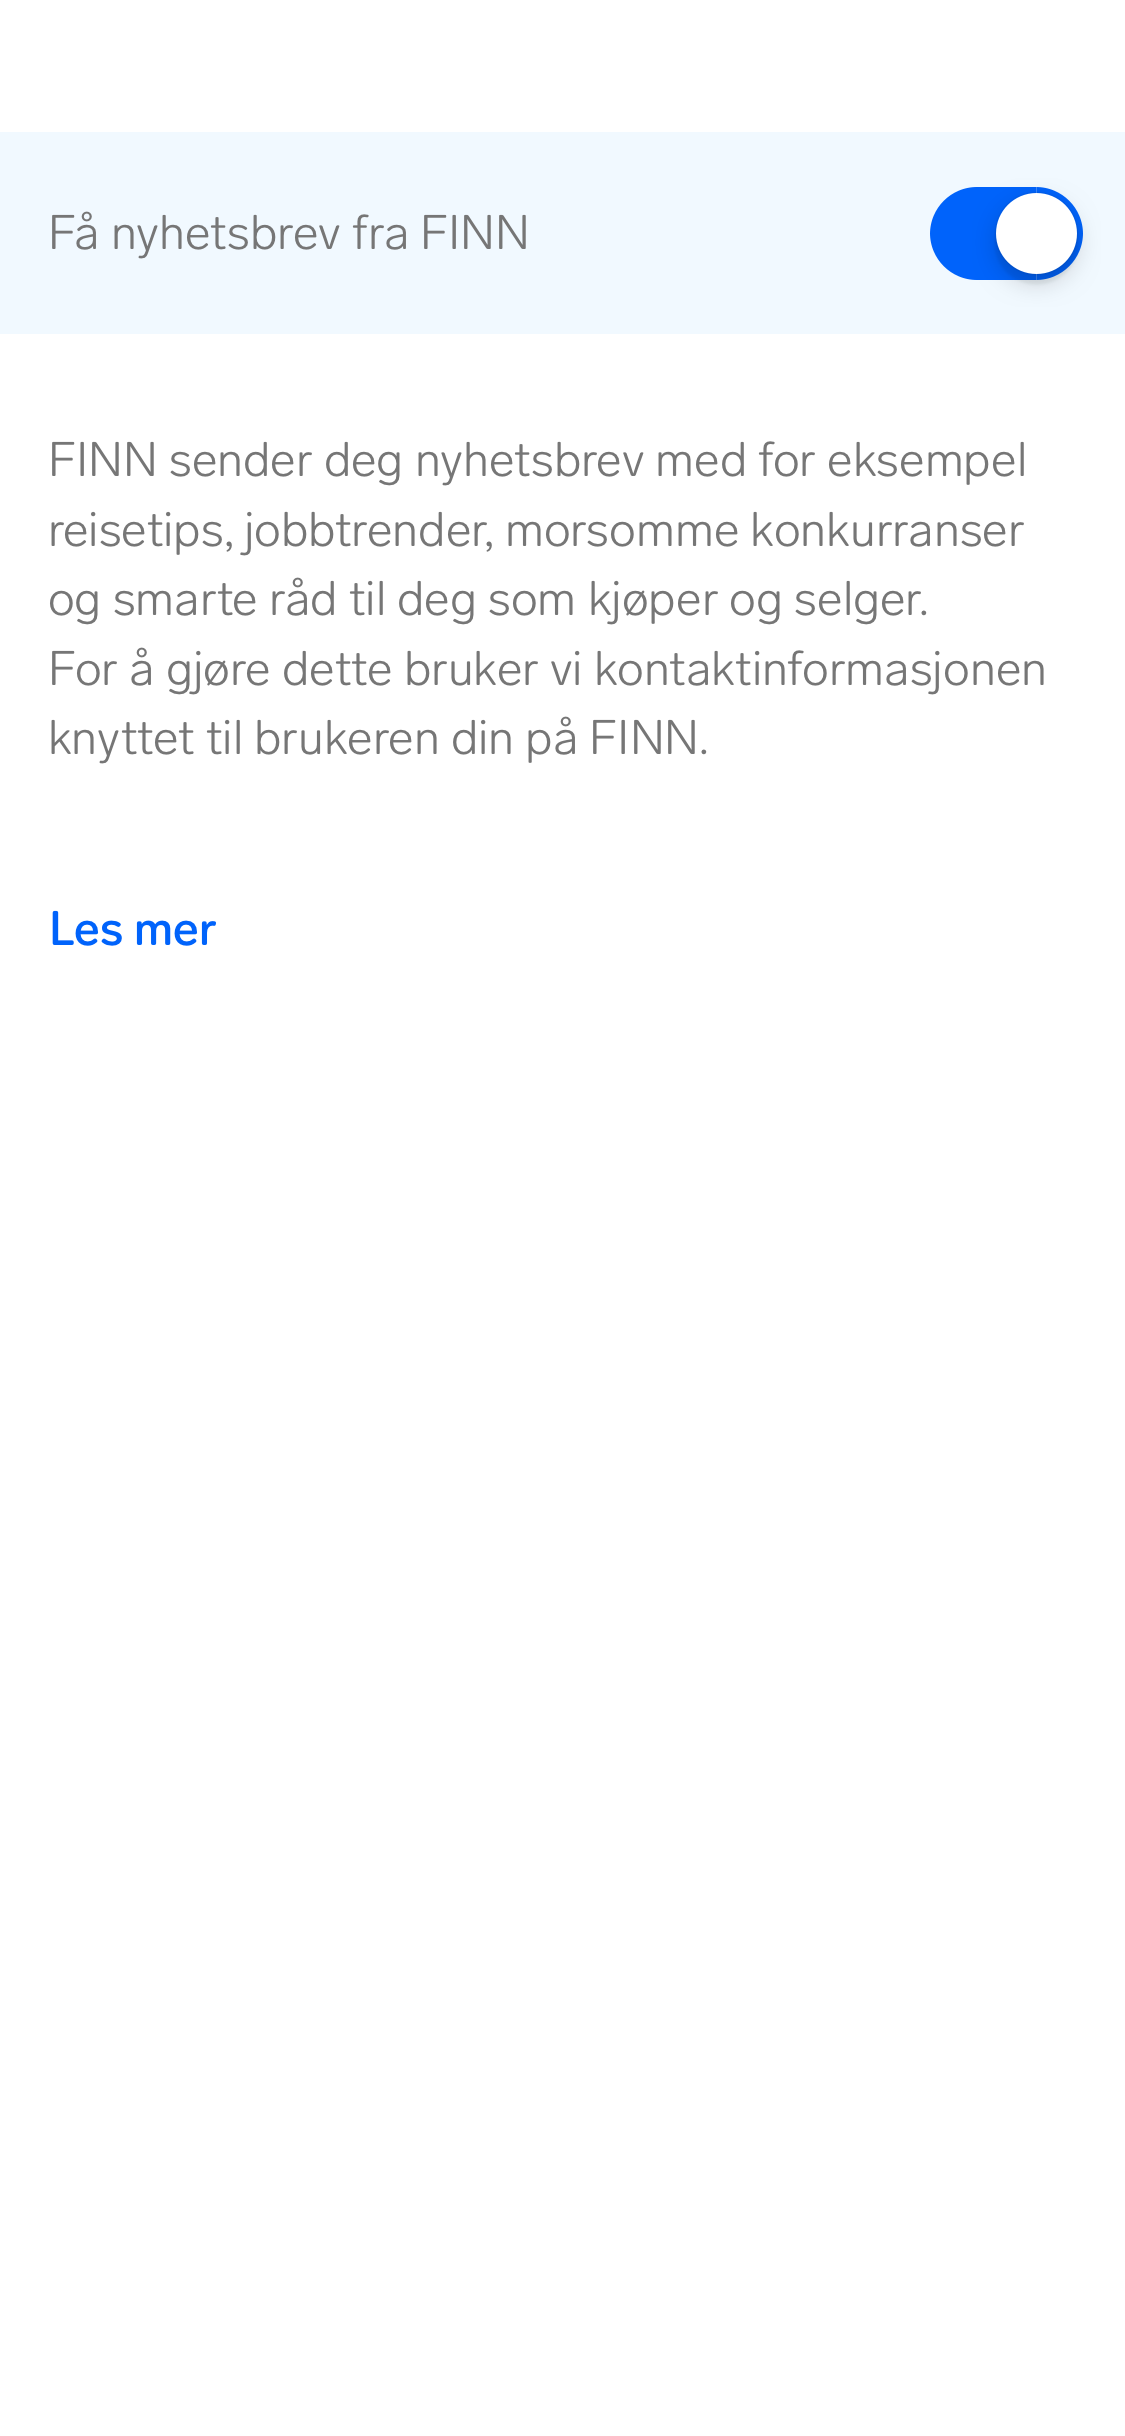 Få nyhetsbrev fra FINN
FINN sender deg nyhetsbrev med for eksempel
reisetips, jobbtrender, morsomme konkurranser
og smarte råd til deg som kjøper og selger.
For å gjøre dette bruker vi kontaktinformasjonen
knyttet til brukeren din på FINN.
Les mer